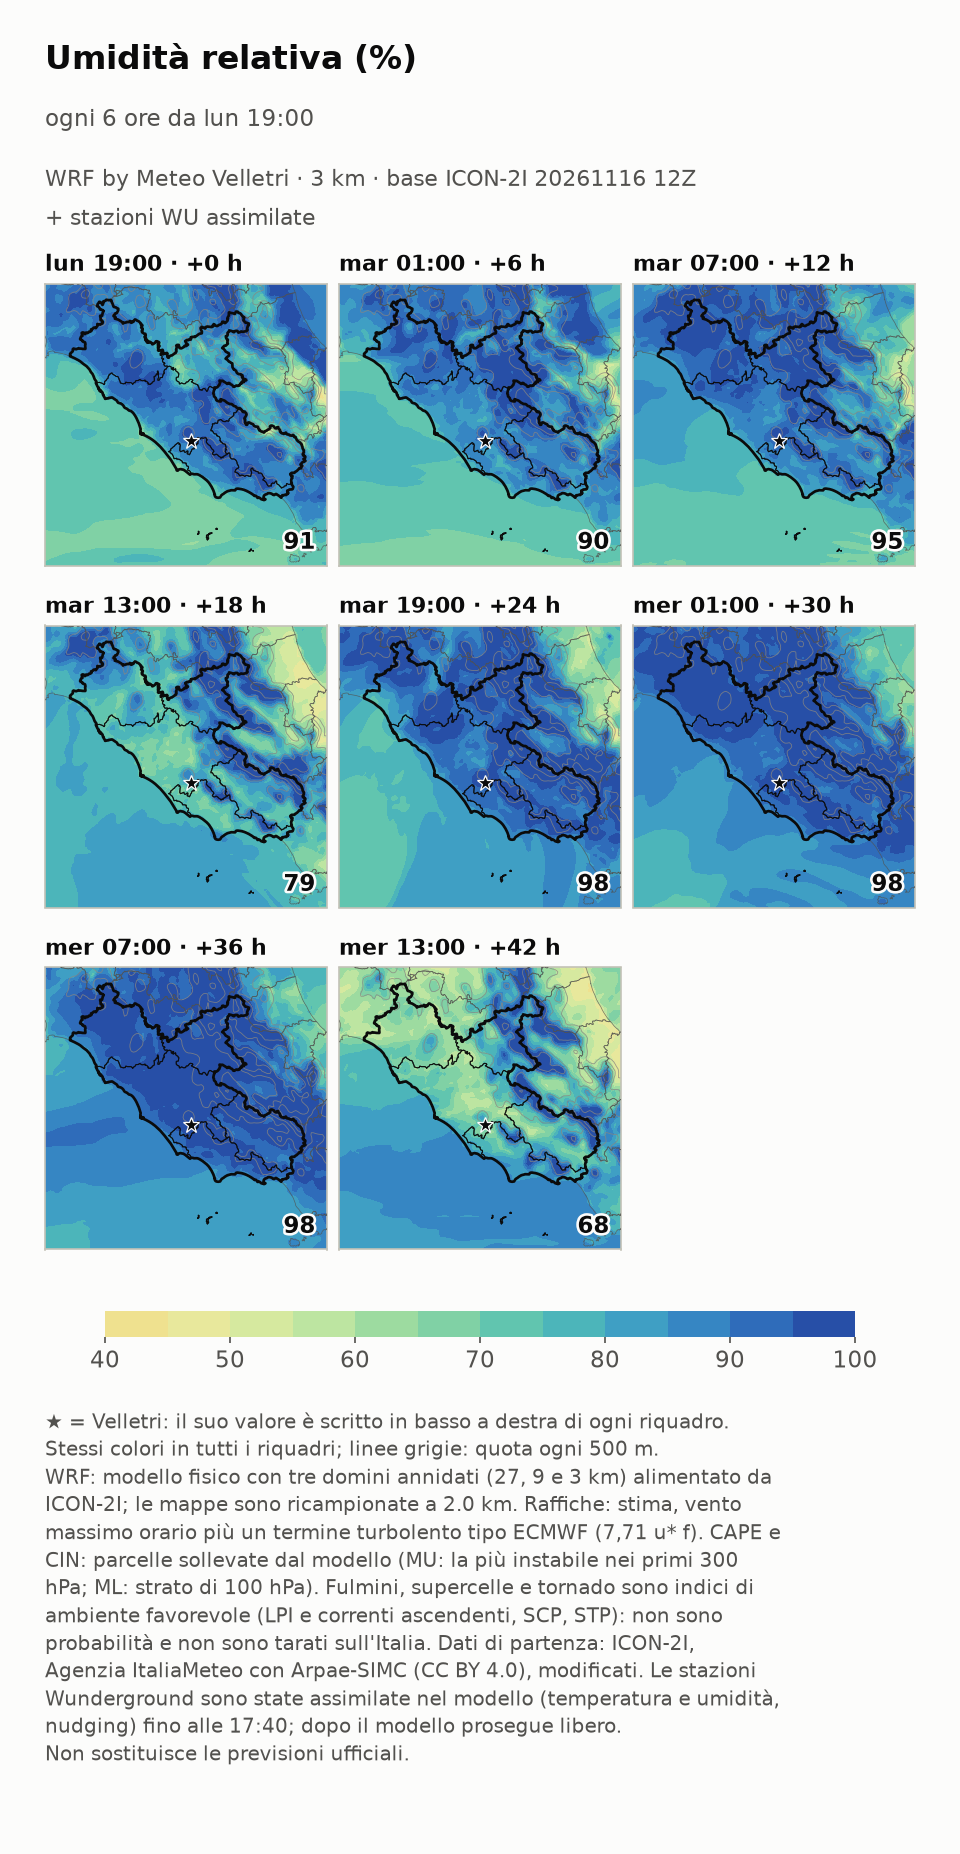 Umidità relativa (%)
ogni 6 ore da lun 19:00
WRF by Meteo Velletri · 3 km · base ICON-2I 20261116 12Z
+ stazioni WU assimilate
lun 19:00 · +0 h
mar 01:00 · +6 h
mar 07:00 · +12 h
91
90
95
mar 13:00 · +18 h
mar 19:00 · +24 h
mer 01:00 · +30 h
79
98
98
mer 07:00 · +36 h
mer 13:00 · +42 h
98
68
40 50 60 70 80 90 100
★ = Velletri: il suo valore è scritto in basso a destra di ogni riquadro.
Stessi colori in tutti i riquadri; linee grigie: quota ogni 500 m.
WRF: modello fisico con tre domini annidati (27, 9 e 3 km) alimentato da
ICON-2I; le mappe sono ricampionate a 2.0 km. Raffiche: stima, vento
massimo orario più un termine turbolento tipo ECMWF (7,71 u* f). CAPE e
CIN: parcelle sollevate dal modello (MU: la più instabile nei primi 300
hPa; ML: strato di 100 hPa). Fulmini, supercelle e tornado sono indici di
ambiente favorevole (LPI e correnti ascendenti, SCP, STP): non sono
probabilità e non sono tarati sull'Italia. Dati di partenza: ICON-2I,
Agenzia ItaliaMeteo con Arpae-SIMC (CC BY 4.0), modificati. Le stazioni
Wunderground sono state assimilate nel modello (temperatura e umidità,
nudging) fino alle 17:40; dopo il modello prosegue libero.
Non sostituisce le previsioni ufficiali.